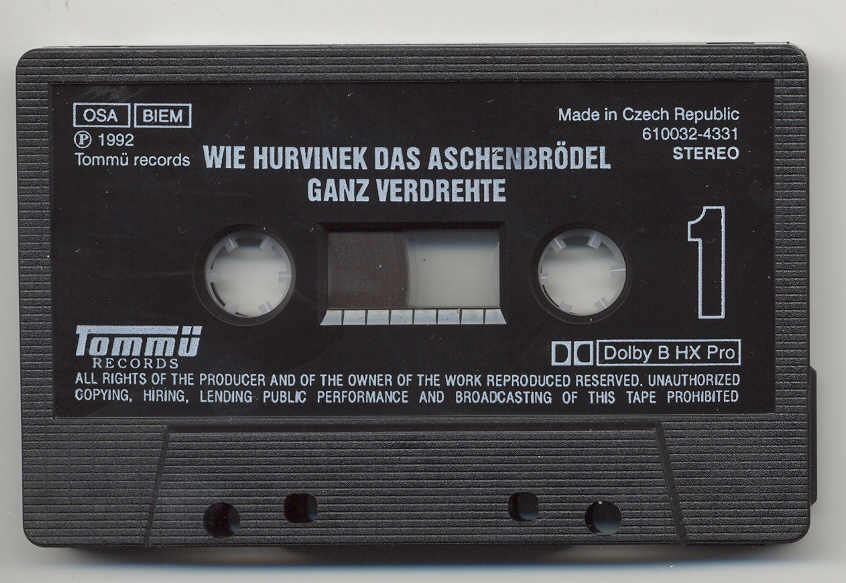 OSA BIEM
℗ 1992
Tommü records
Made in Czech Republic
610032-4331
STEREO
WIE HURVINEK DAS ASCHENBRÖDEL
GANZ VERDREHTE
1
Tommü
RECORDS
Dolby B HX Pro
ALL RIGHTS OF THE PRODUCER AND OF THE OWNER OF THE WORK REPRODUCED RESERVED. UNAUTHORIZED
COPYING, HIRING, LENDING PUBLIC PERFORMANCE AND BROADCASTING OF THIS TAPE PROHIBITED